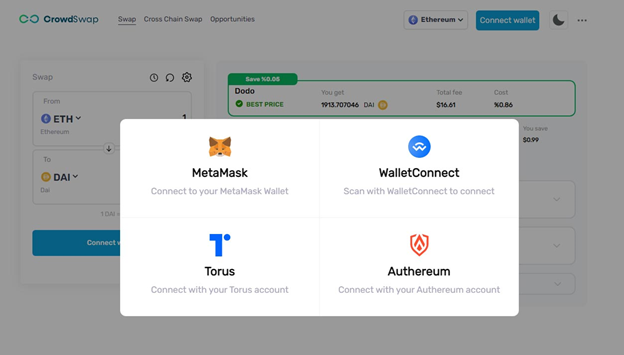 CrowdSwap
Swap
Cross Chain Swap
Opportunities
Ethereum
Connect wallet
Swap
From
ETH
1
Ethereum
To
DAI
Dai
1 DAI =
Connect w
Save %0.05
Dodo
BEST PRICE
You get
1913.707046 DAI
Total fee
$16.61
Cost
%0.86
You save
$0.99
MetaMask
Connect to your MetaMask Wallet
WalletConnect
Scan with WalletConnect to connect
Torus
Connect with your Torus account
Authereum
Connect with your Authereum account